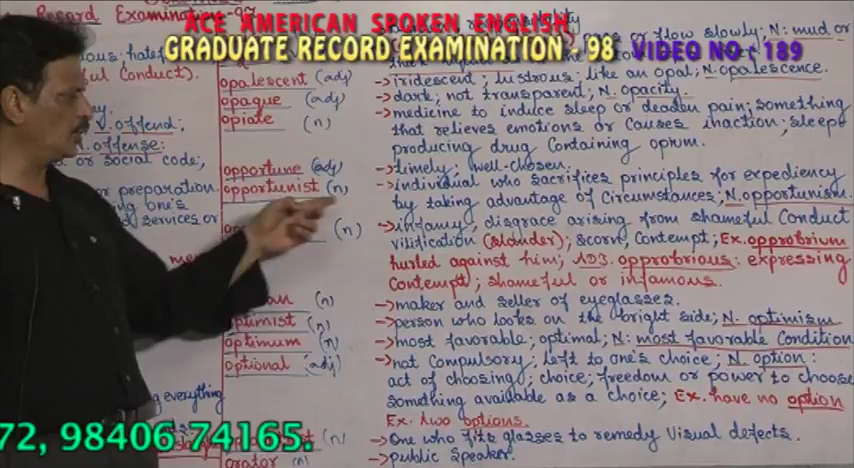 Record Examination-97
ACE AMERICAN SPOKEN ENGLISH
GRADUATE RECORD EXAMINATION - 98
VIDEO NO : 189
or flow slowly; N: mud or
ful Conduct).
opalescent (adj)
→ iridescent; lustrous; like an opal; N. opalescence.
opaque (adj)
→ dark; not transparent; N. opacity.
opiate (n)
→ medicine to induce sleep or deaden pain; something
that relieves emotions or causes inaction; sleep-
producing drug containing opium.
N. offend;
N. offense:
or social code,
opportune (adj)
→ timely; well-chosen.
or preparation.
opportunist (n)
→ individual who sacrifices principles for expediency
by taking advantage of circumstances; N. opportunism.
ing one's
d services or
(n)
→ infamy; disgrace arising from shameful conduct
vilification (slander); scorn, contempt; Ex. opprobrium
hurled against him; ADJ. opprobrious: expressing
contempt; shameful or infamous.
(n)
→ maker and seller of eyeglasses.
optimist (n)
→ person who looks on the bright side; N. optimism
optimum (n)
→ most favorable; optimal; N: most favorable condition
optional (adj)
→ not compulsory; left to one's choice; N. option:
act of choosing; choice; freedom or power to choose
something available as a choice; Ex. have no option
Ex. two options.
everything
72, 98406 74165.
(n)
→ One who fits glasses to remedy visual defects.
orator (n)
→ public speaker.